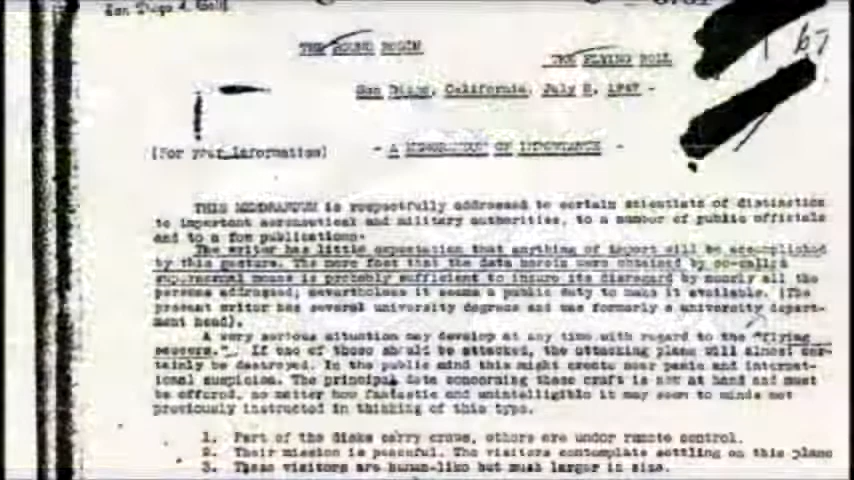 THE ROUND ROBIN
THE FLYING ROLL
San Diego, California, July 8, 1947 -
(For your information)
- A MEMORANDUM OF IMPORTANCE -
THIS MEMORANDUM is respectfully addressed to certain scientists of distinction
to important aeronautical and military authorities, to a number of public officials
and to a few publications.
The writer has little expectation that anything of import will be accomplished
by this gesture. The mere fact that the data herein were obtained by so-called
supernormal means is probably sufficient to insure its disregard by nearly all the
persons addressed; nevertheless it seems a public duty to make it available. (The
present writer has several university degrees and was formerly a university depart-
ment head).
A very serious situation may develop at any time with regard to the "flying
saucers." If one of these should be attacked, the attacking plane will almost cer-
tainly be destroyed. In the public mind this might create near panic and internat-
ional suspicion. The principal data concerning these craft is now at hand and must
be offered, no matter how fantastic and unintelligible it may seem to minds not
previously instructed in thinking of this type.
1. Part of the disks carry crews, others are under remote control.
2. Their mission is peaceful. The visitors contemplate settling on this plane
3. These visitors are human-like but much larger in size.